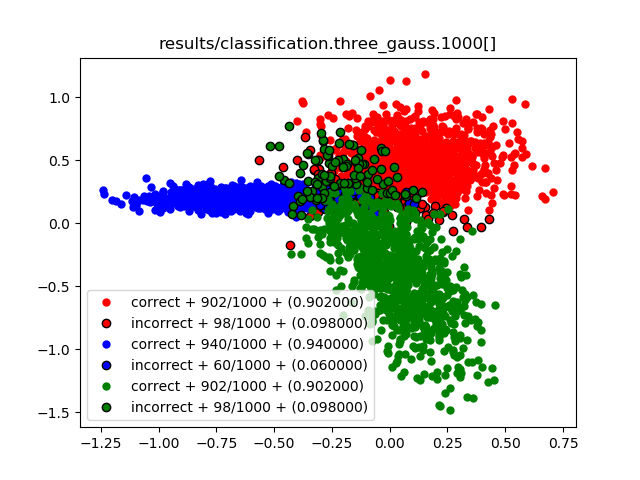 results/classification.three_gauss.1000[]
1.0
0.5
0.0
−0.5
−1.0
−1.5
correct + 902/1000 + (0.902000)
incorrect + 98/1000 + (0.098000)
correct + 940/1000 + (0.940000)
incorrect + 60/1000 + (0.060000)
correct + 902/1000 + (0.902000)
incorrect + 98/1000 + (0.098000)
−1.25 −1.00 −0.75 −0.50 −0.25 0.00 0.25 0.50 0.75